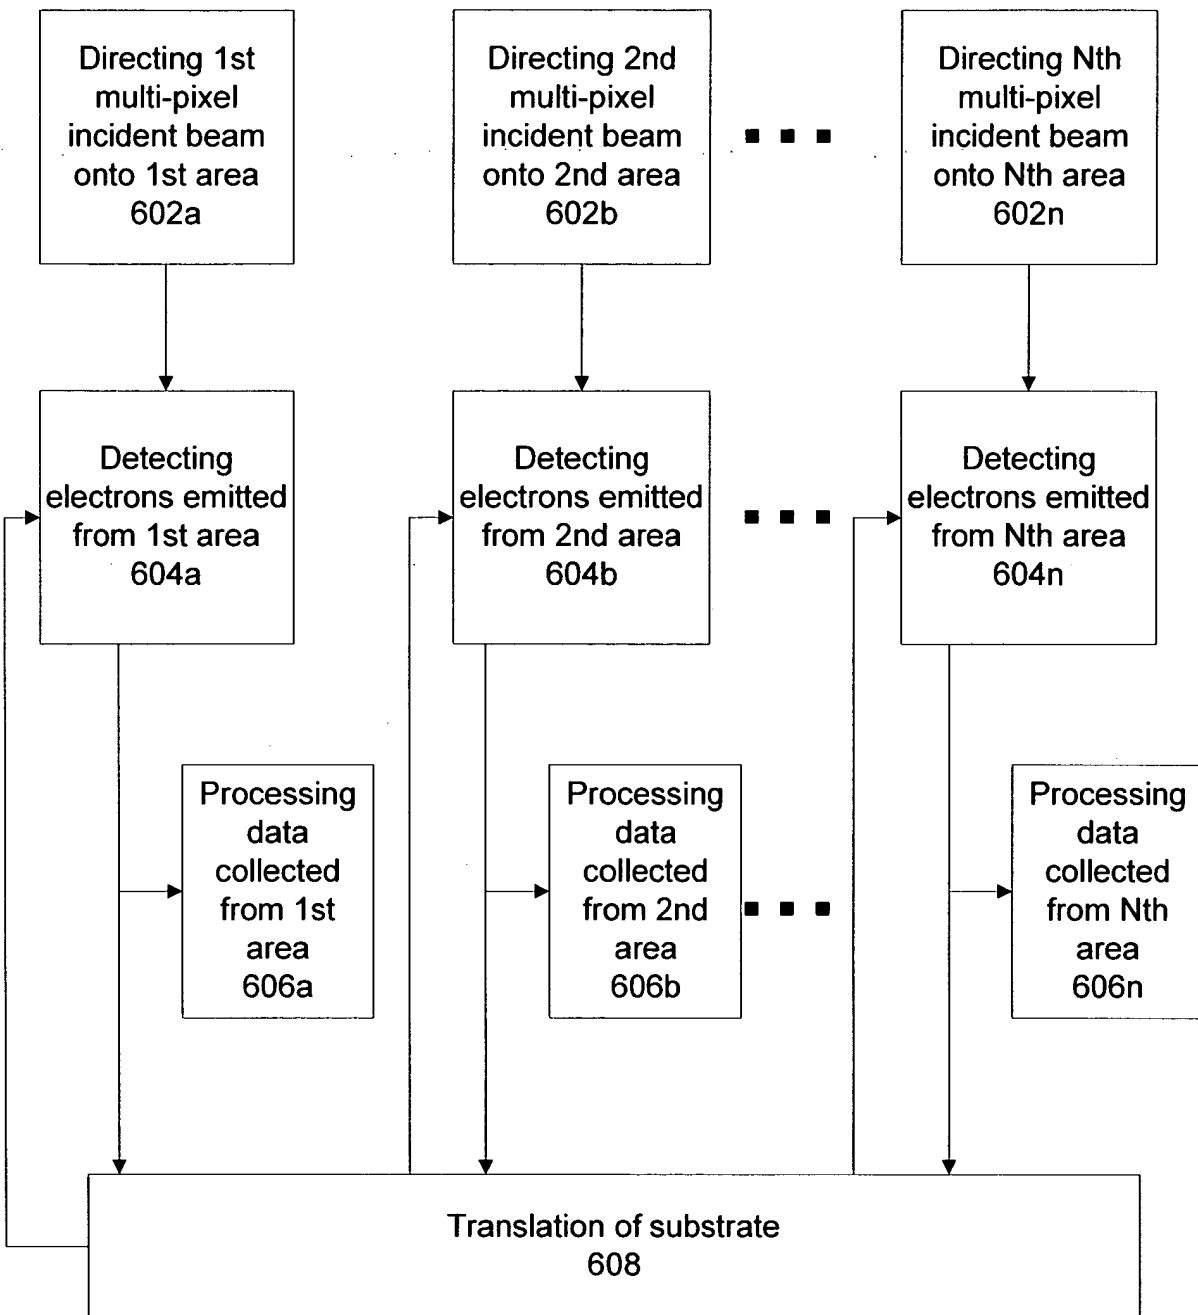 Directing 1st
multi-pixel
incident beam
onto 1st area
602a
Directing 2nd
multi-pixel
incident beam
onto 2nd area
602b
Directing Nth
multi-pixel
incident beam
onto Nth area
602n
Detecting
electrons emitted
from 1st area
604a
Detecting
electrons emitted
from 2nd area
604b
Detecting
electrons emitted
from Nth area
604n
Processing
data
collected
from 1st
area
606a
Processing
data
collected
from 2nd
area
606b
Processing
data
collected
from Nth
area
606n
Translation of substrate
608